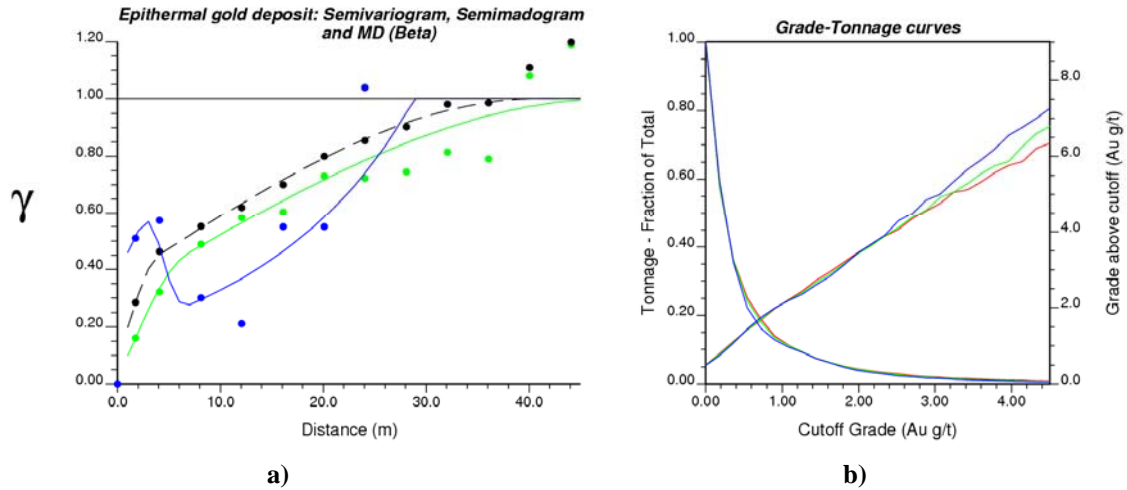 Epithermal gold deposit: Semivariogram, Semimadogram
and MD (Beta)
γ
1.20
1.00
0.80
0.60
0.40
0.20
0.00
0.0 10.0 20.0 30.0 40.0
Distance (m)
a)
Grade-Tonnage curves
Tonnage - Fraction of Total
1.00
0.80
0.60
0.40
0.20
0.00
0.00 1.00 2.00 3.00 4.00
Cutoff Grade (Au g/t)
8.0
6.0
4.0
2.0
0.0
Grade above cutoff (Au g/t)
b)